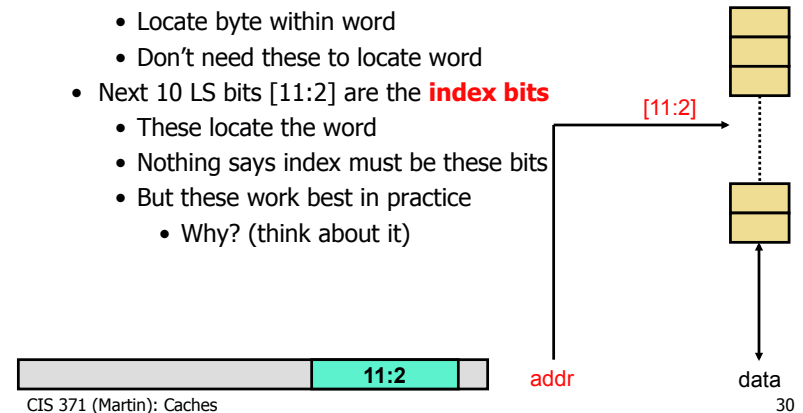 • Locate byte within word
• Don’t need these to locate word
• Next 10 LS bits [11:2] are the index bits
• These locate the word
• Nothing says index must be these bits
• But these work best in practice
• Why? (think about it)
[11:2]
11:2
addr
data
CIS 371 (Martin): Caches
30